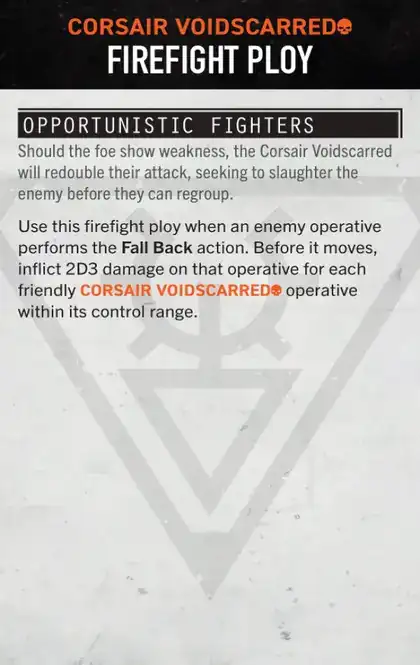 CORSAIR VOIDSCARRED
FIREFIGHT PLOY
OPPORTUNISTIC FIGHTERS
Should the foe show weakness, the Corsair Voidscarred
will redouble their attack, seeking to slaughter the
enemy before they can regroup.
Use this firefight ploy when an enemy operative
performs the Fall Back action. Before it moves,
inflict 2D3 damage on that operative for each
friendly CORSAIR VOIDSCARRED operative
within its control range.